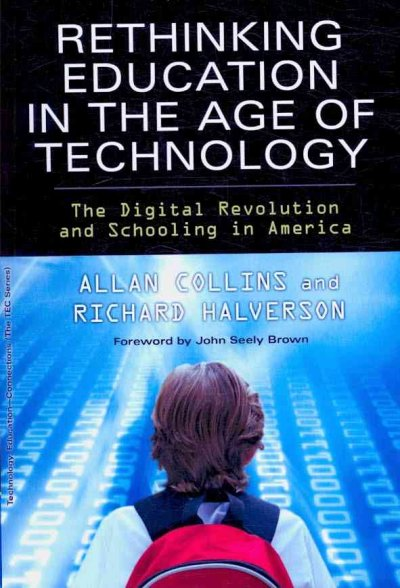 RETHINKING
EDUCATION
IN THE AGE OF
TECHNOLOGY
The Digital Revolution
and Schooling in America
ALLAN COLLINS and
RICHARD HALVERSON
Foreword by John Seely Brown
Technology, Education—Connections (The TEC Series)